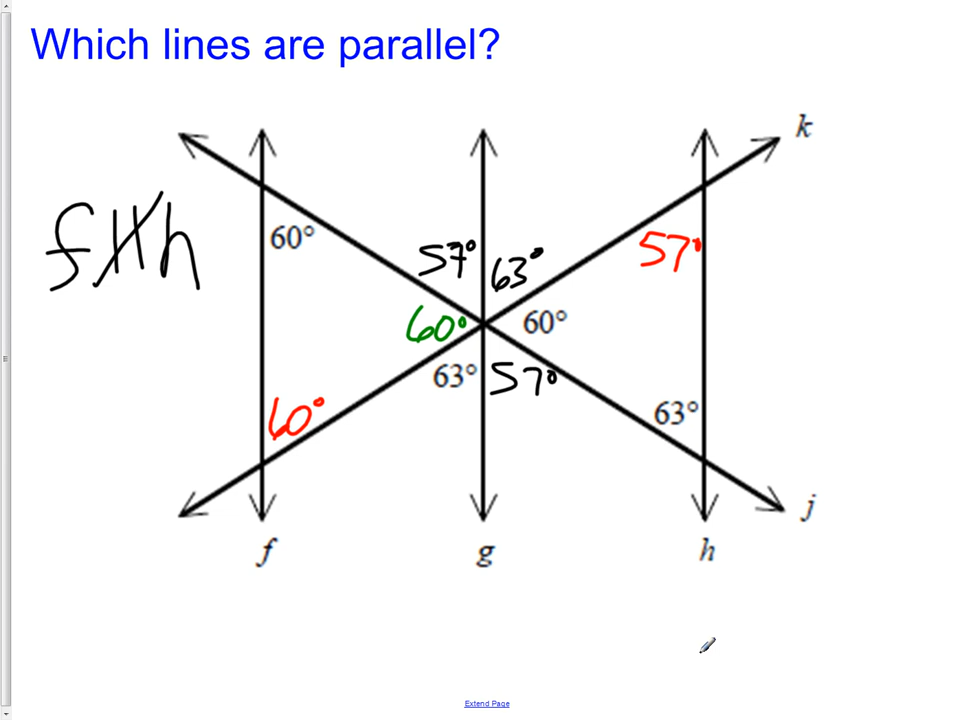 Which lines are parallel?
k
f ∦ h
60°
57°
63°
57°
60°
60°
63°
57°
60°
63°
j
f
g
h
Extend Page